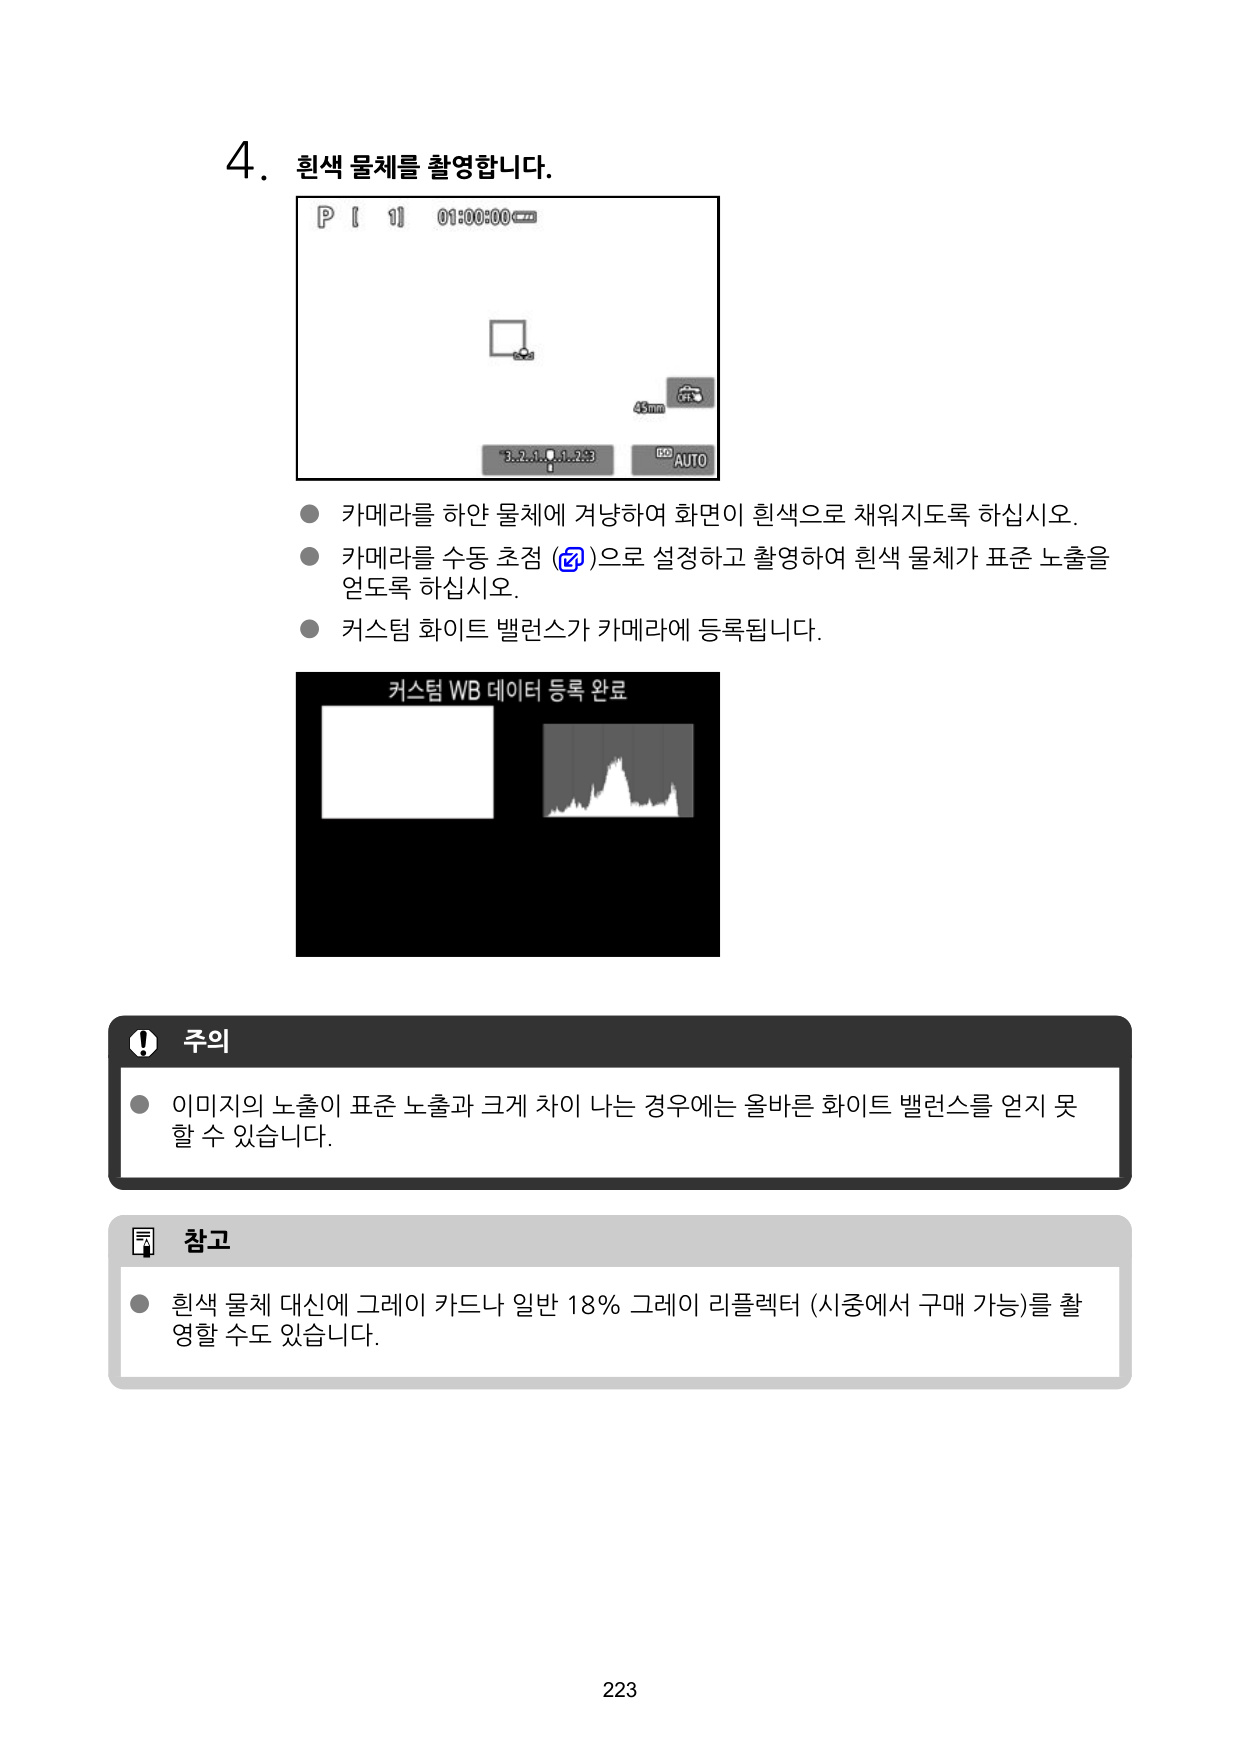 4. 흰색 물체를 촬영합니다.
P [ 1] 01:00:00
45mm OFF
-3..2..1..0..1..2.:3 ISO AUTO
● 카메라를 하얀 물체에 겨냥하여 화면이 흰색으로 채워지도록 하십시오.
● 카메라를 수동 초점 ()으로 설정하고 촬영하여 흰색 물체가 표준 노출을
얻도록 하십시오.
● 커스텀 화이트 밸런스가 카메라에 등록됩니다.
커스텀 WB 데이터 등록 완료
주의
● 이미지의 노출이 표준 노출과 크게 차이 나는 경우에는 올바른 화이트 밸런스를 얻지 못
할 수 있습니다.
참고
● 흰색 물체 대신에 그레이 카드나 일반 18% 그레이 리플렉터 (시중에서 구매 가능)를 촬
영할 수도 있습니다.
223